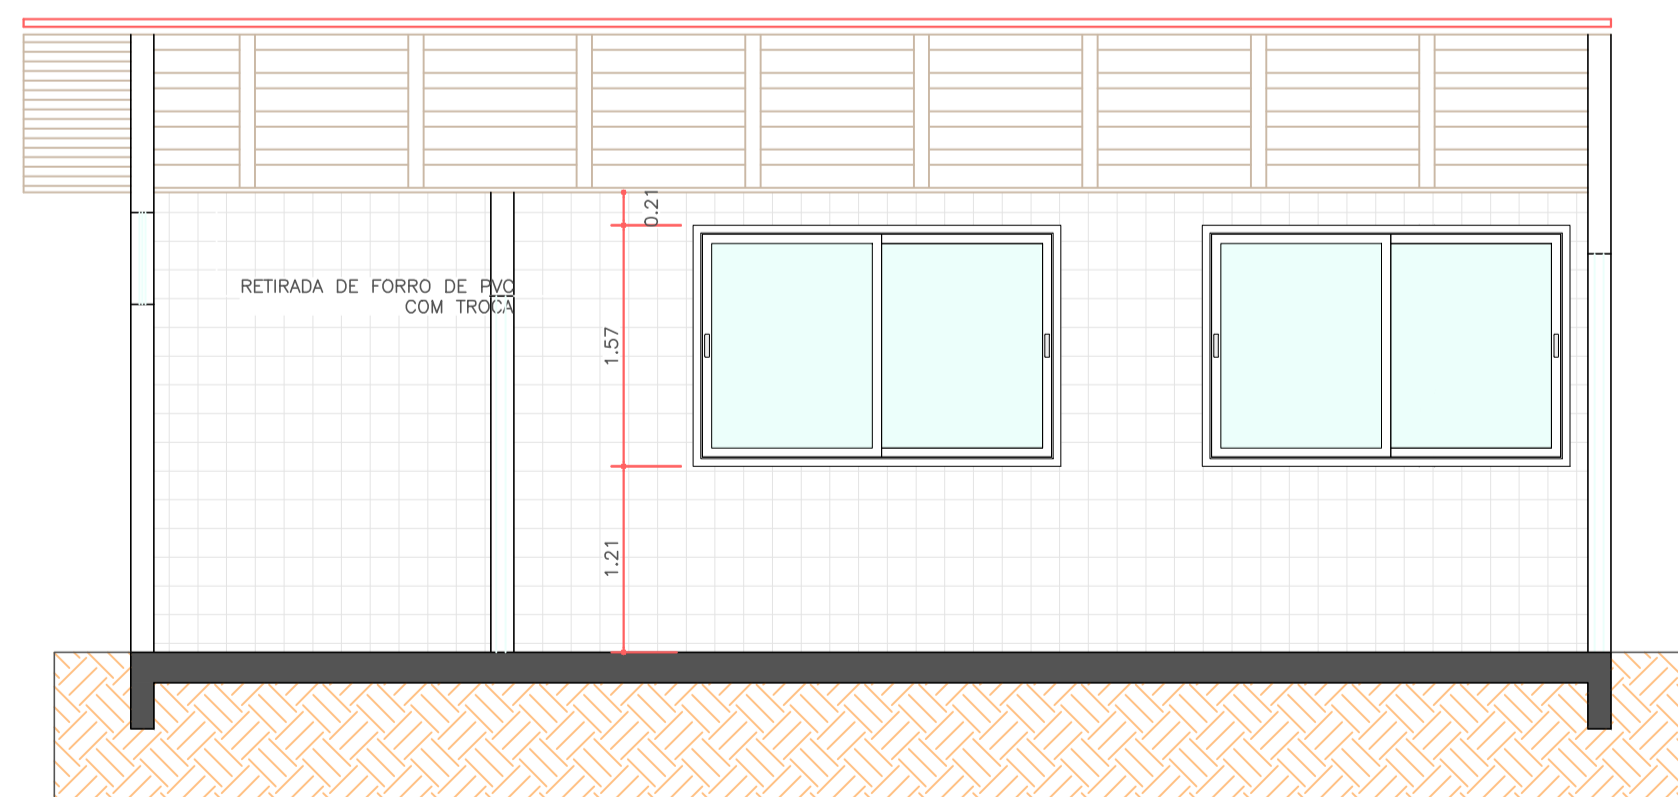 0.21
RETIRADA DE FORRO DE PVC
COM TROCA
1.57
1.21